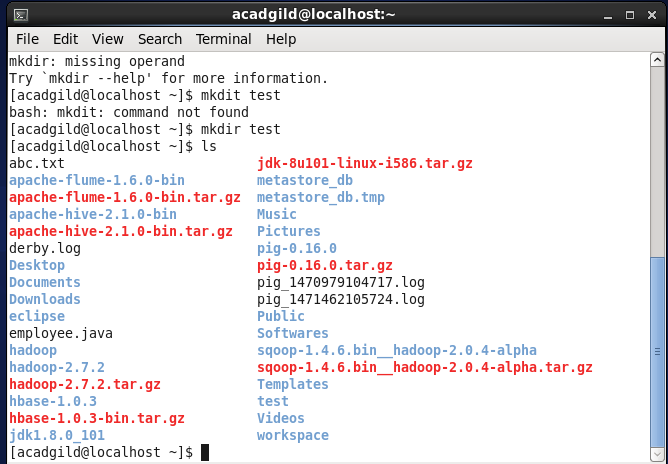 acadgild@localhost:~
File Edit View Search Terminal Help
mkdir: missing operand
Try `mkdir --help' for more information.
[acadgild@localhost ~]$ mkdit test
bash: mkdit: command not found
[acadgild@localhost ~]$ mkdir test
[acadgild@localhost ~]$ ls
abc.txt jdk-8u101-linux-i586.tar.gz
apache-flume-1.6.0-bin metastore_db
apache-flume-1.6.0-bin.tar.gz metastore_db.tmp
apache-hive-2.1.0-bin Music
apache-hive-2.1.0-bin.tar.gz Pictures
derby.log pig-0.16.0
Desktop pig-0.16.0.tar.gz
Documents pig_1470979104717.log
Downloads pig_1471462105724.log
eclipse Public
employee.java Softwares
hadoop sqoop-1.4.6.bin__hadoop-2.0.4-alpha
hadoop-2.7.2 sqoop-1.4.6.bin__hadoop-2.0.4-alpha.tar.gz
hadoop-2.7.2.tar.gz Templates
hbase-1.0.3 test
hbase-1.0.3-bin.tar.gz Videos
jdk1.8.0_101 workspace
[acadgild@localhost ~]$